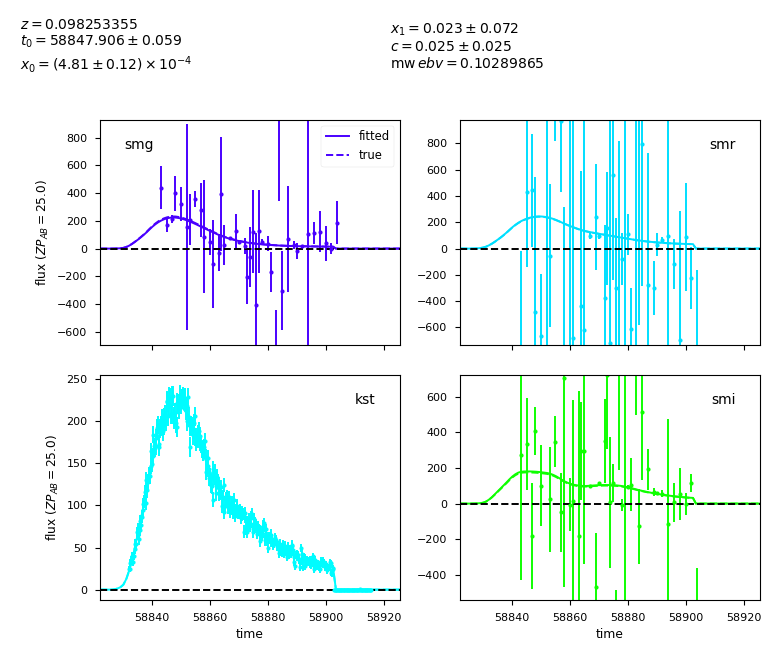 z = 0.098253355
t₀ = 58847.906 ± 0.059
x₀ = (4.81 ± 0.12) × 10⁻⁴
x₁ = 0.023 ± 0.072
c = 0.025 ± 0.025
mw ebv = 0.10289865
smg
fitted
true
800
600
400
200
0
−200
−400
−600
flux (ZP_AB = 25.0)
smr
800
600
400
200
0
−200
−400
−600
kst
250
200
150
100
50
0
flux (ZP_AB = 25.0)
58840 58860 58880 58900 58920
time
smi
600
400
200
0
−200
−400
58840 58860 58880 58900 58920
time